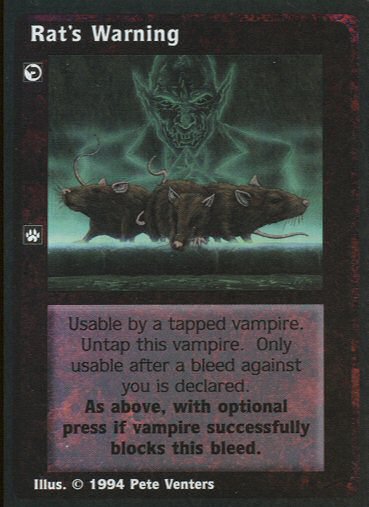 Rat's Warning
Usable by a tapped vampire.
Untap this vampire. Only
usable after a bleed against
you is declared.
As above, with optional
press if vampire successfully
blocks this bleed.
Illus. © 1994 Pete Venters